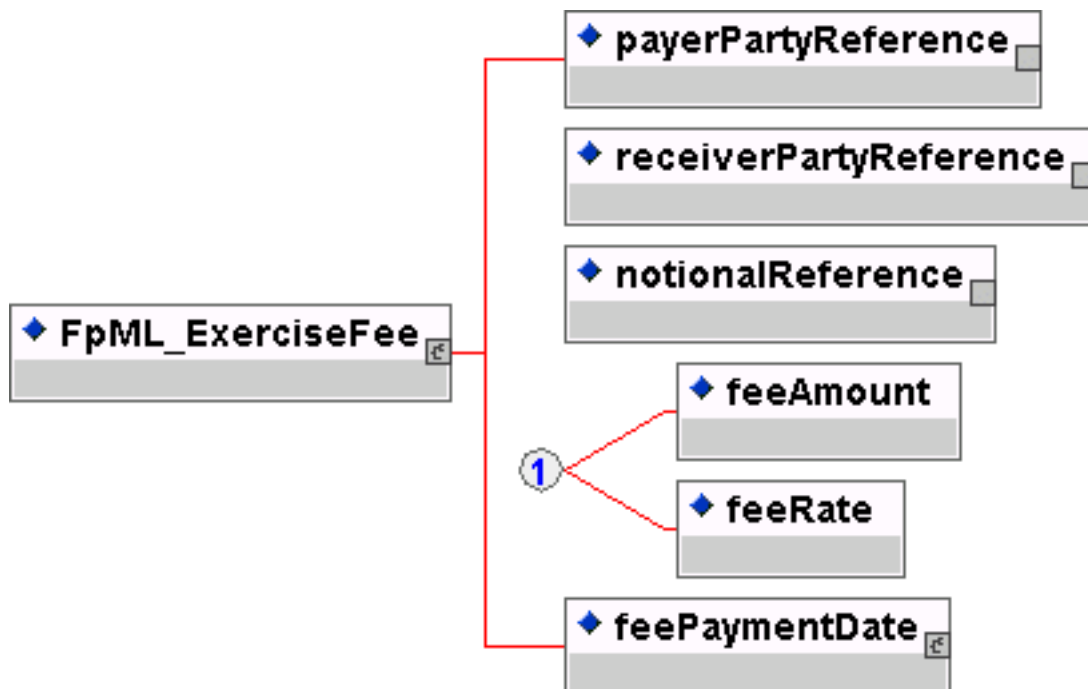 payerPartyReference
receiverPartyReference
notionalReference
FpML_ExerciseFee
feeAmount
1
feeRate
feePaymentDate